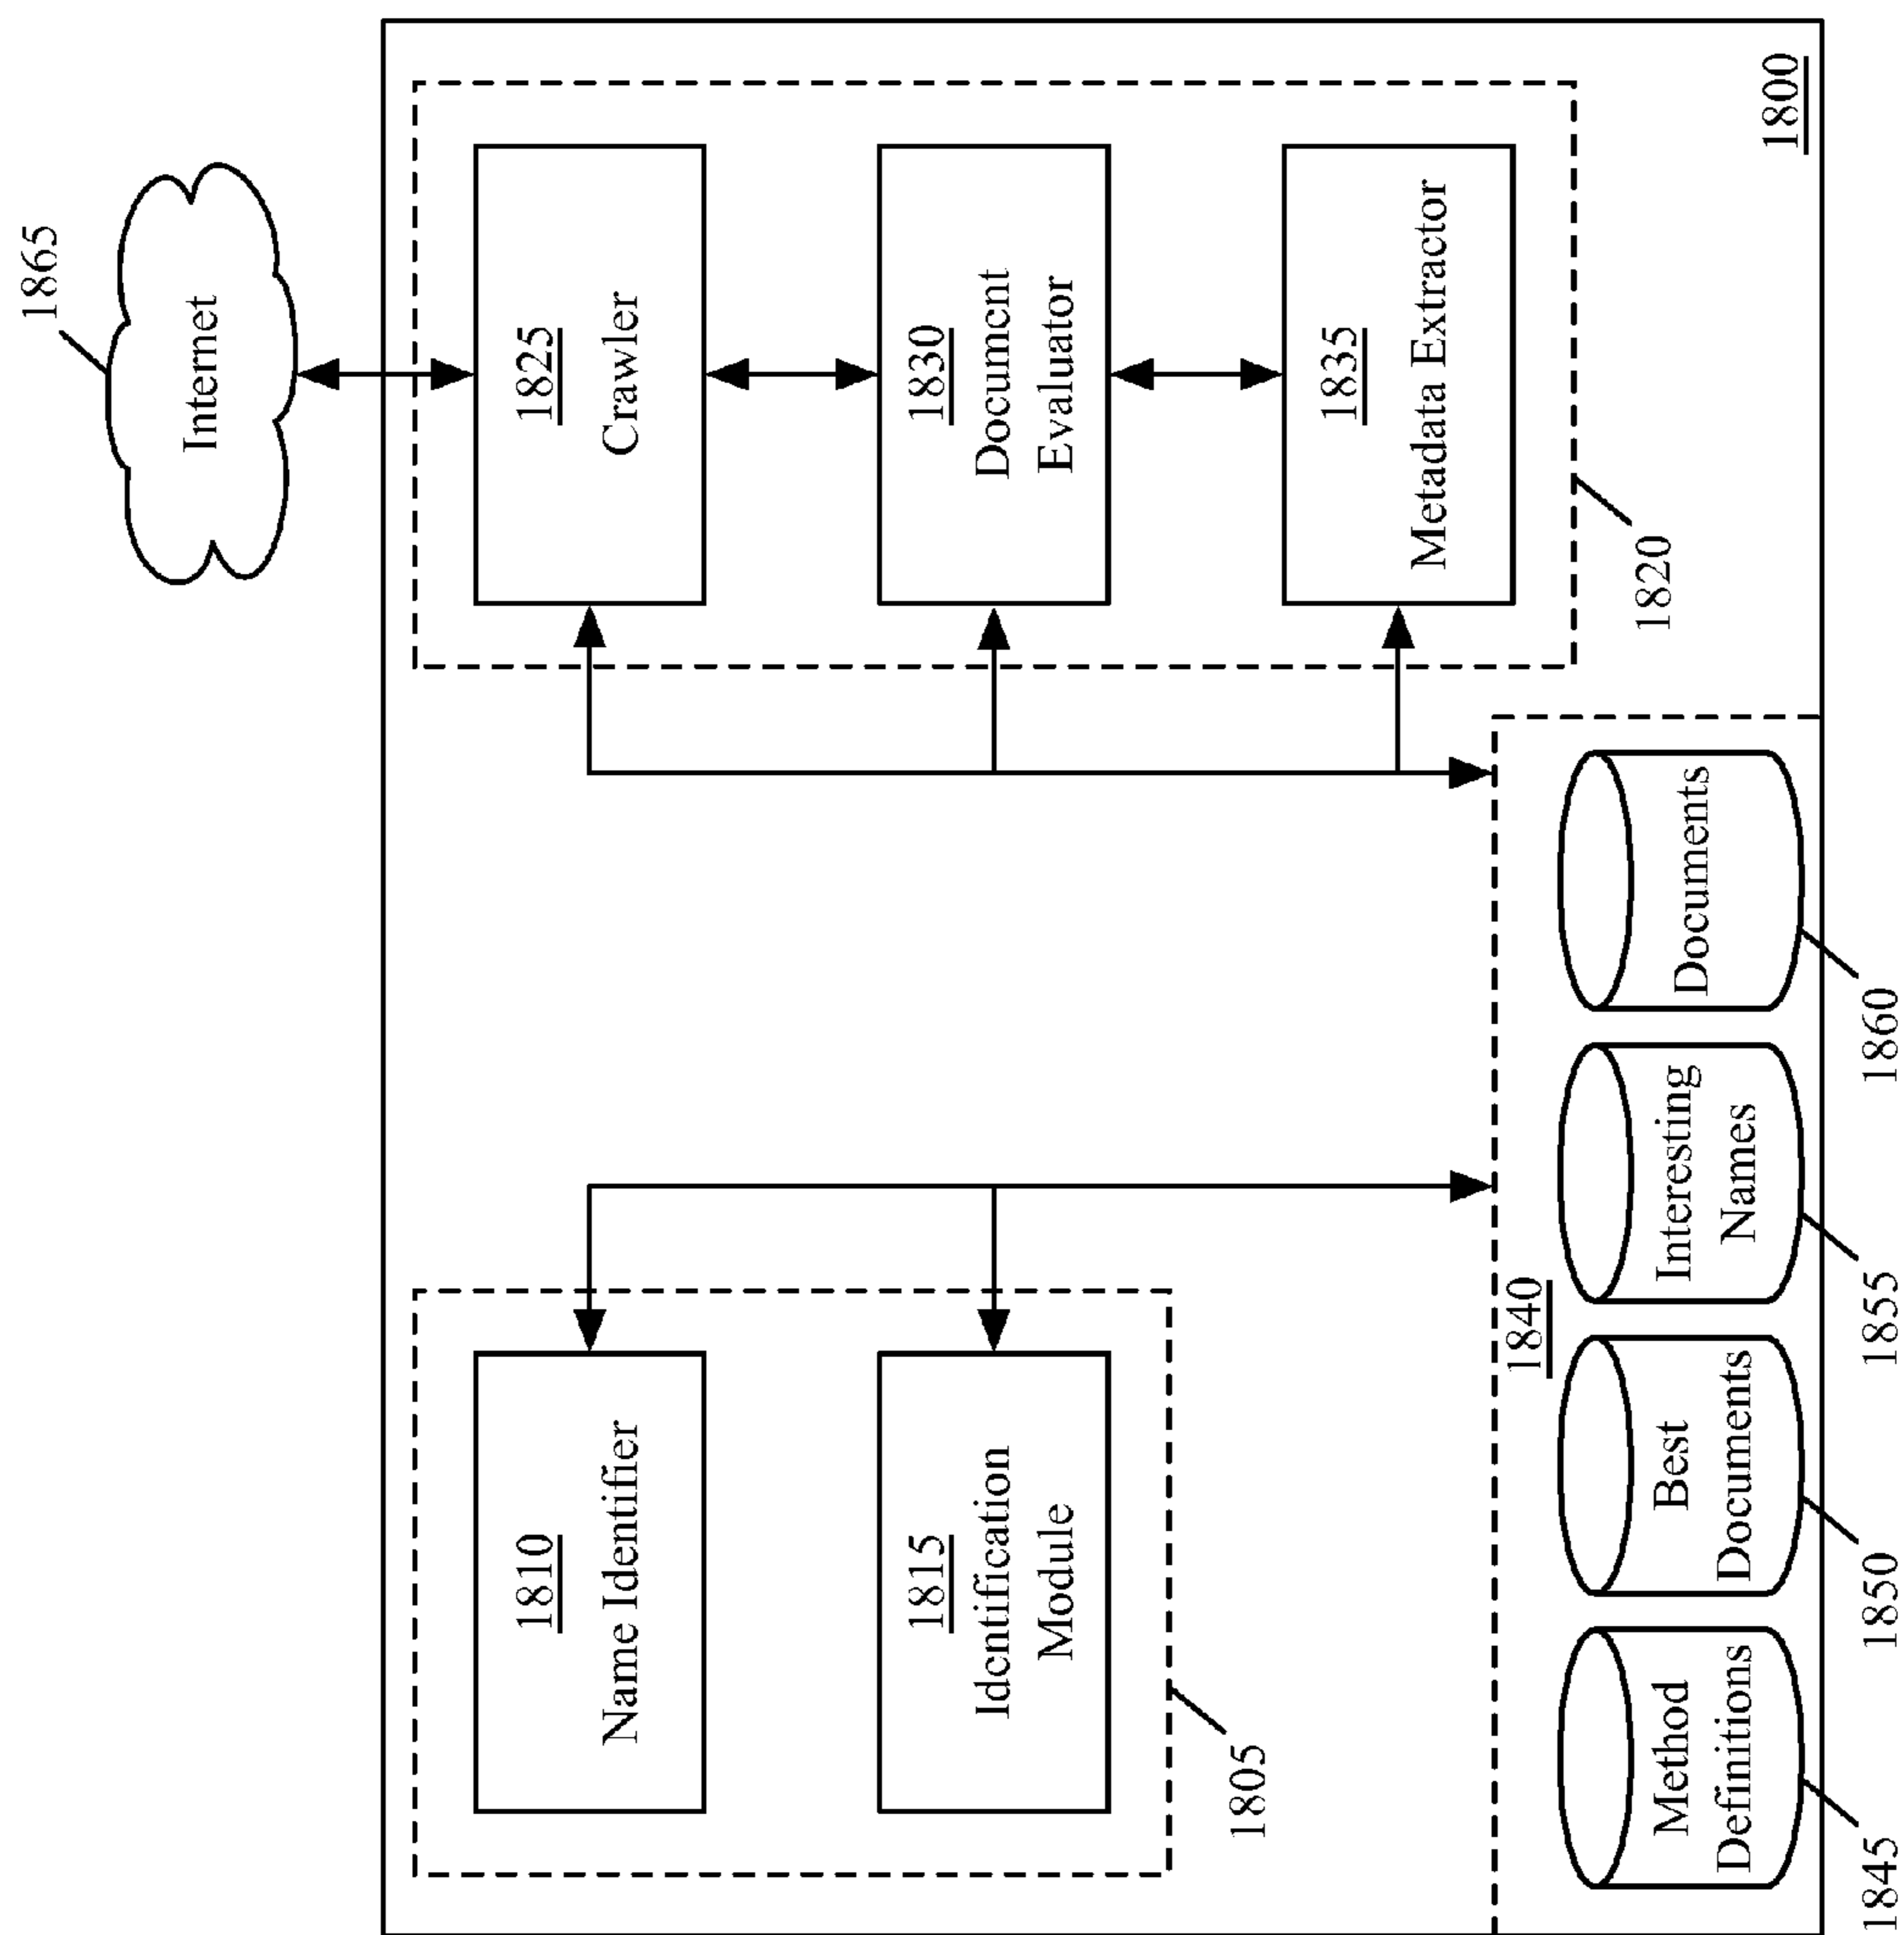 1865
Internet
1810
Name Identifier
1815
Identification
Module
1805
1825
Crawler
1830
Document
Evaluator
1835
Metadata Extractor
1820
1840
Method
Definitions
Best
Documents
Interesting
Names
Documents
1800
1845
1850
1855
1860